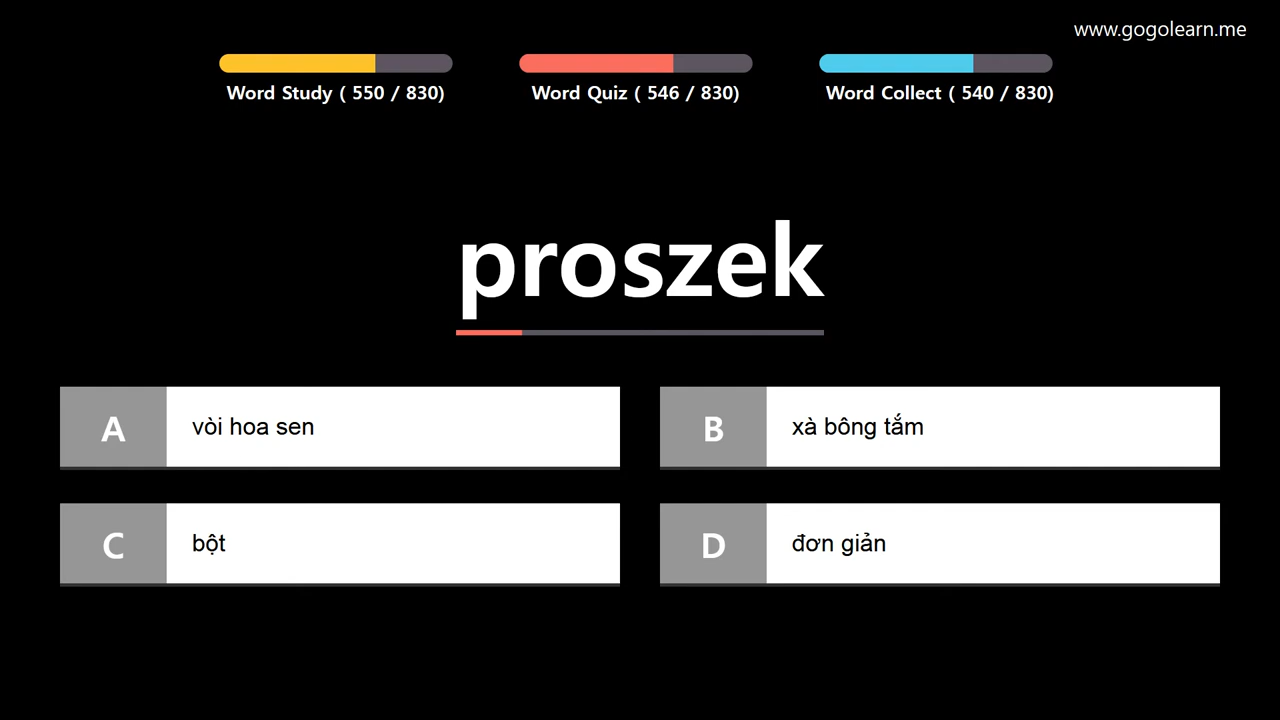 www.gogolearn.me
Word Study ( 550 / 830)
Word Quiz ( 546 / 830)
Word Collect ( 540 / 830)
proszek
A vòi hoa sen
B xà bông tắm
C bột
D đơn giản